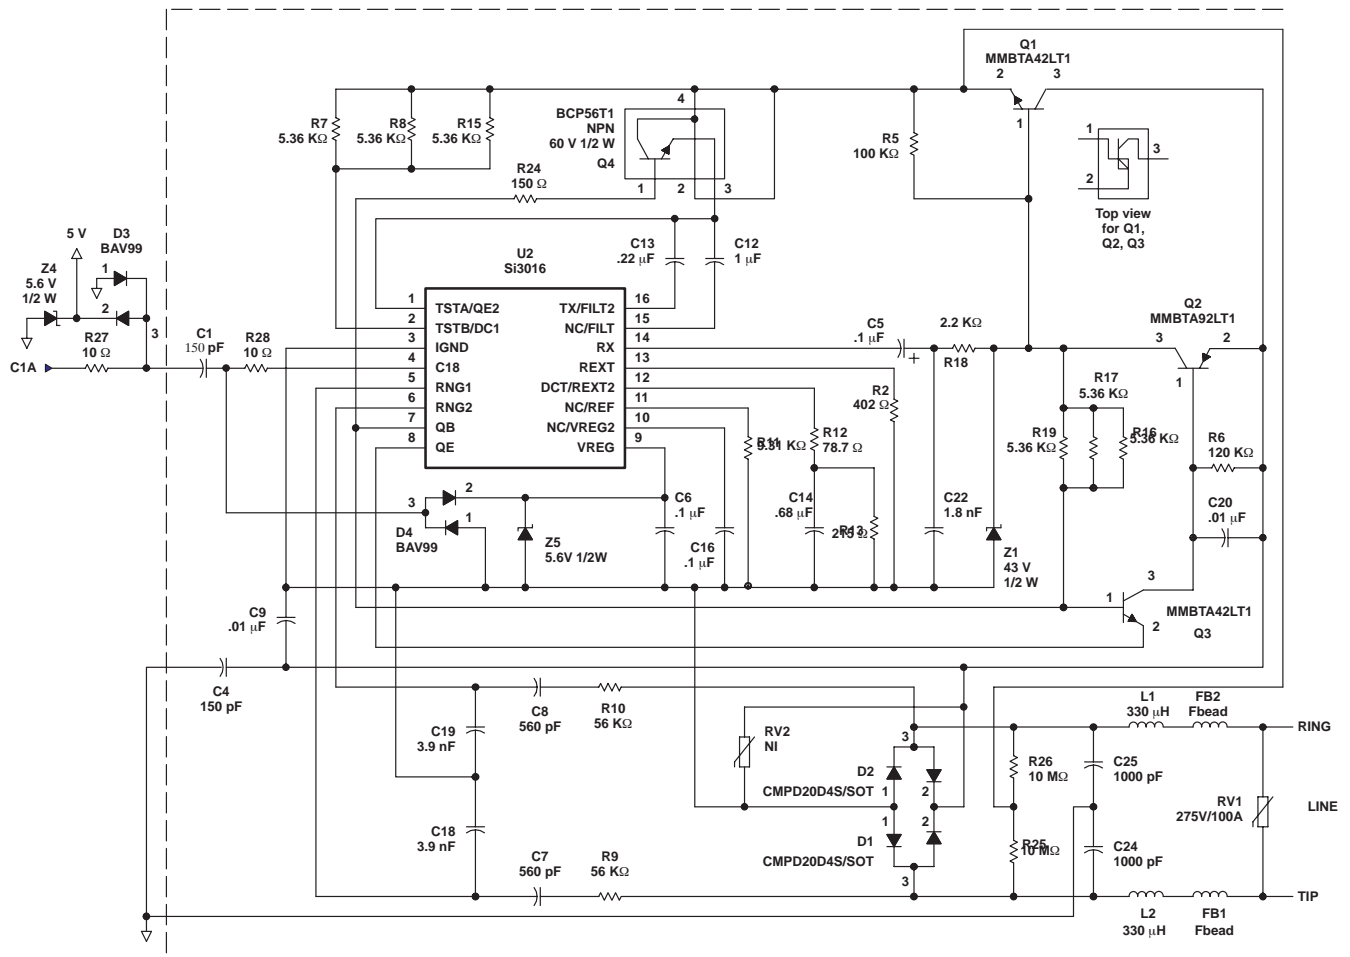 Q1
MMBTA42LT1
2 3
1
4
BCP56T1
NPN
60 V 1/2 W
Q4
1 2 3
R7
5.36 KΩ
R8
5.36 KΩ
R15
5.36 KΩ
R5
100 KΩ
1
3
2
Top view
for Q1,
Q2, Q3
R24
150 Ω
5 V
D3
BAV99
1
2
3
Z4
5.6 V
1/2 W
C13
.22 µF
C12
1 µF
U2
Si3016
1 TSTA/QE2 TX/FILT2 16
2 TSTB/DC1 NC/FILT 15
3 IGND RX 14
4 C18 REXT 13
5 RNG1 DCT/REXT2 12
6 RNG2 NC/REF 11
7 QB NC/VREG2 10
8 QE VREG 9
C1A
R27
10 Ω
C1
150 pF
R28
10 Ω
C5
.1 µF
+
2.2 KΩ
R18
Q2
MMBTA92LT1
3 2
1
R2
402 Ω
R17
5.36 KΩ
R19
5.36 KΩ
R16
5.36 KΩ
R6
120 KΩ
R11
R12
78.7 Ω
3
2
1
D4
BAV99
Z5
5.6V 1/2W
C6
.1 µF
C16
.1 µF
C14
.68 µF
C22
1.8 nF
Z1
43 V
1/2 W
C20
.01 µF
3
1
2
MMBTA42LT1
Q3
C9
.01 µF
C4
150 pF
C19
3.9 nF
C8
560 pF
R10
56 KΩ
RV2
NI
3
D2
1 2
CMPD20D4S/SOT
1 2
D1
CMPD20D4S/SOT
3
L1
330 µH
FB2
Fbead
RING
R26
10 MΩ
C25
1000 pF
RV1
275V/100A
LINE
R25
10 MΩ
C24
1000 pF
C18
3.9 nF
C7
560 pF
R9
56 KΩ
TIP
L2
330 µH
FB1
Fbead